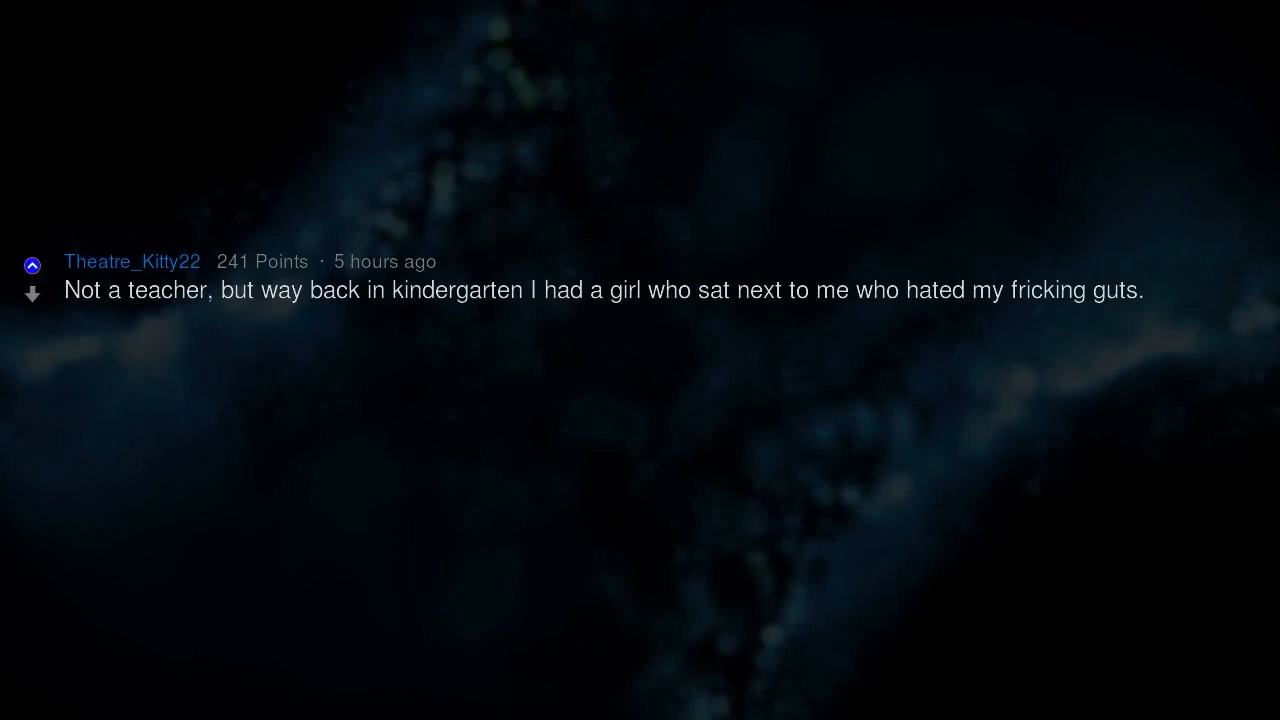 Theatre_Kitty22 241 Points · 5 hours ago
Not a teacher, but way back in kindergarten I had a girl who sat next to me who hated my fricking guts.